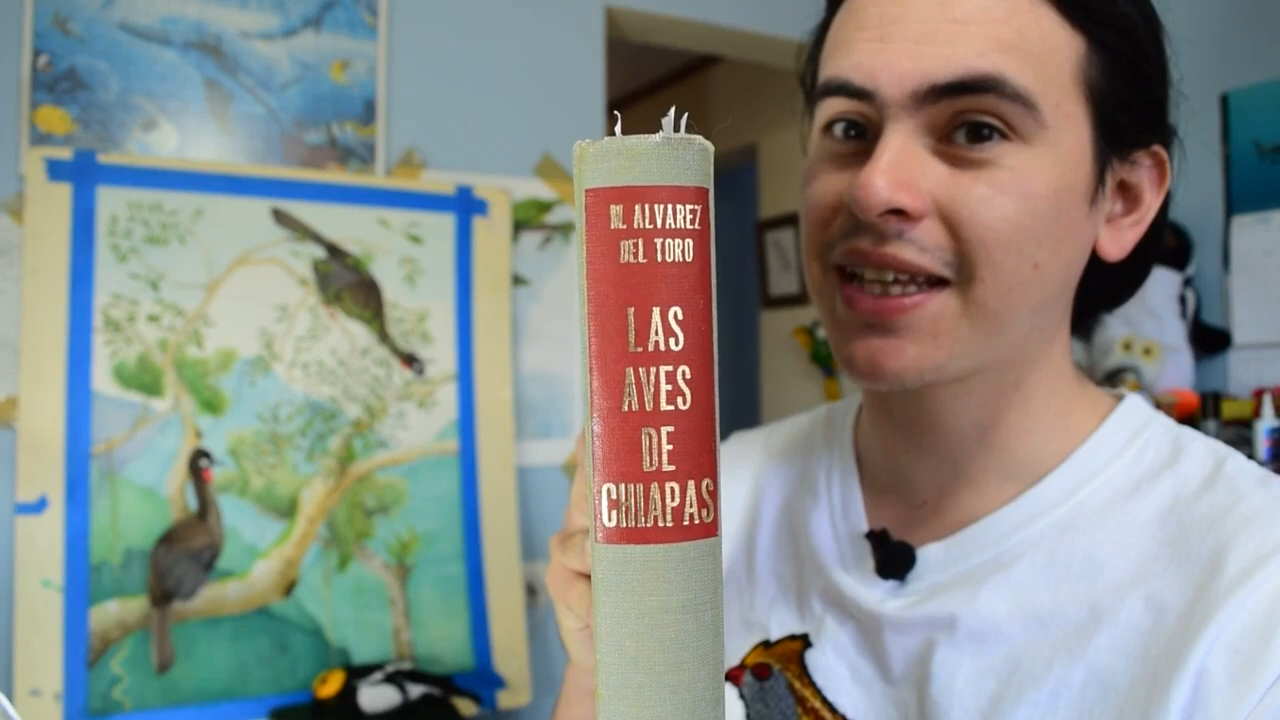 M. ALVAREZ
DEL TORO
LAS
AVES
DE
CHIAPAS